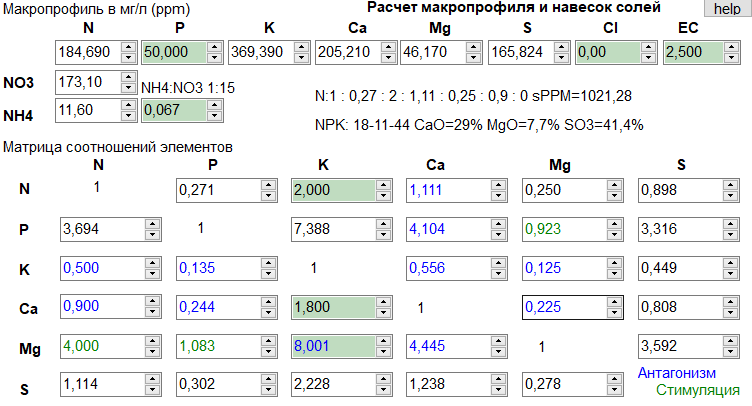 Макропрофиль в мг/л (ppm) Расчет макропрофиля и навесок солей help
N P K Ca Mg S Cl EC
184,690 50,000 369,390 205,210 46,170 165,824 0,00 2,500
NO3 173,10 NH4:NO3 1:15
NH4 11,60 0,067
N:1 : 0,27 : 2 : 1,11 : 0,25 : 0,9 : 0 sPPM=1021,28
NPK: 18-11-44 CaO=29% MgO=7,7% SO3=41,4%
Матрица соотношений элементов
N P K Ca Mg S
N 1 0,271 2,000 1,111 0,250 0,898
P 3,694 1 7,388 4,104 0,923 3,316
K 0,500 0,135 1 0,556 0,125 0,449
Ca 0,900 0,244 1,800 1 0,225 0,808
Mg 4,000 1,083 8,001 4,445 1 3,592
S 1,114 0,302 2,228 1,238 0,278
Антагонизм
Стимуляция